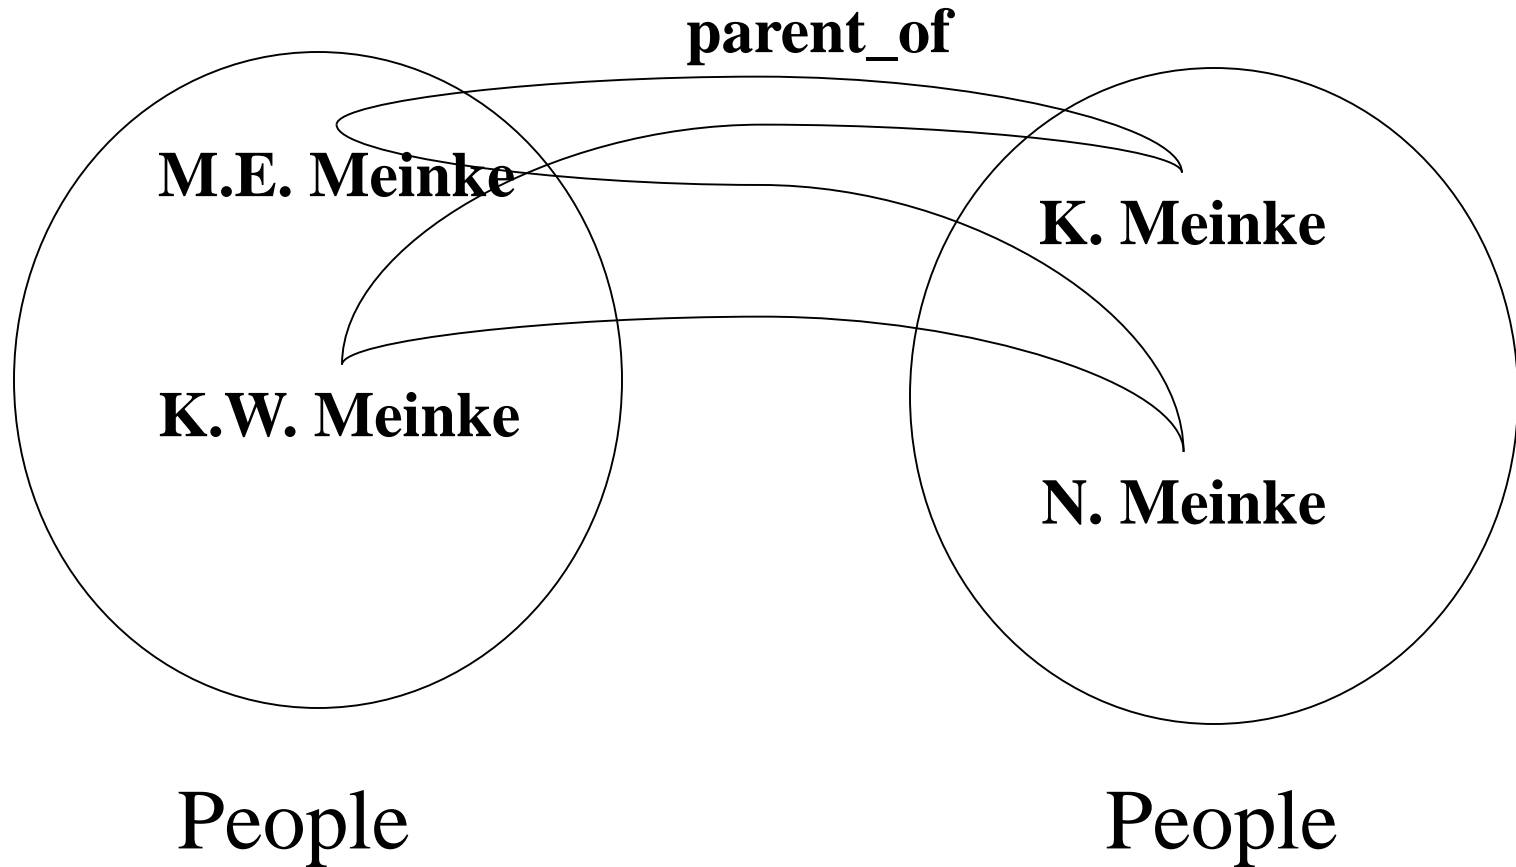 parent_of
M.E. Meinke
K. Meinke
K.W. Meinke
N. Meinke
People
People